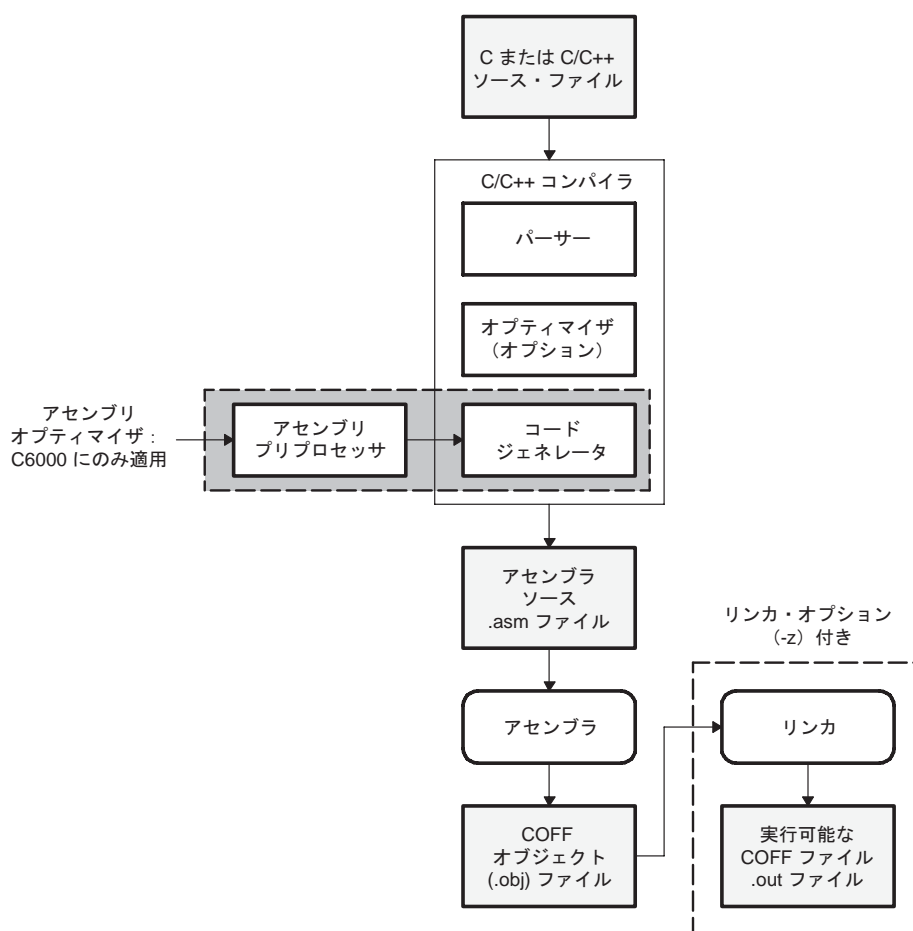 C または C/C++
ソース・ファイル
C/C++ コンパイラ
パーサー
オプティマイザ
（オプション）
アセンブリ
オプティマイザ：
C6000 にのみ適用
アセンブリ
プリプロセッサ
コード
ジェネレータ
アセンブラ
ソース
.asm ファイル
リンカ・オプション
（-z）付き
アセンブラ
リンカ
COFF
オブジェクト
(.obj) ファイル
実行可能な
COFF ファイル
.out ファイル